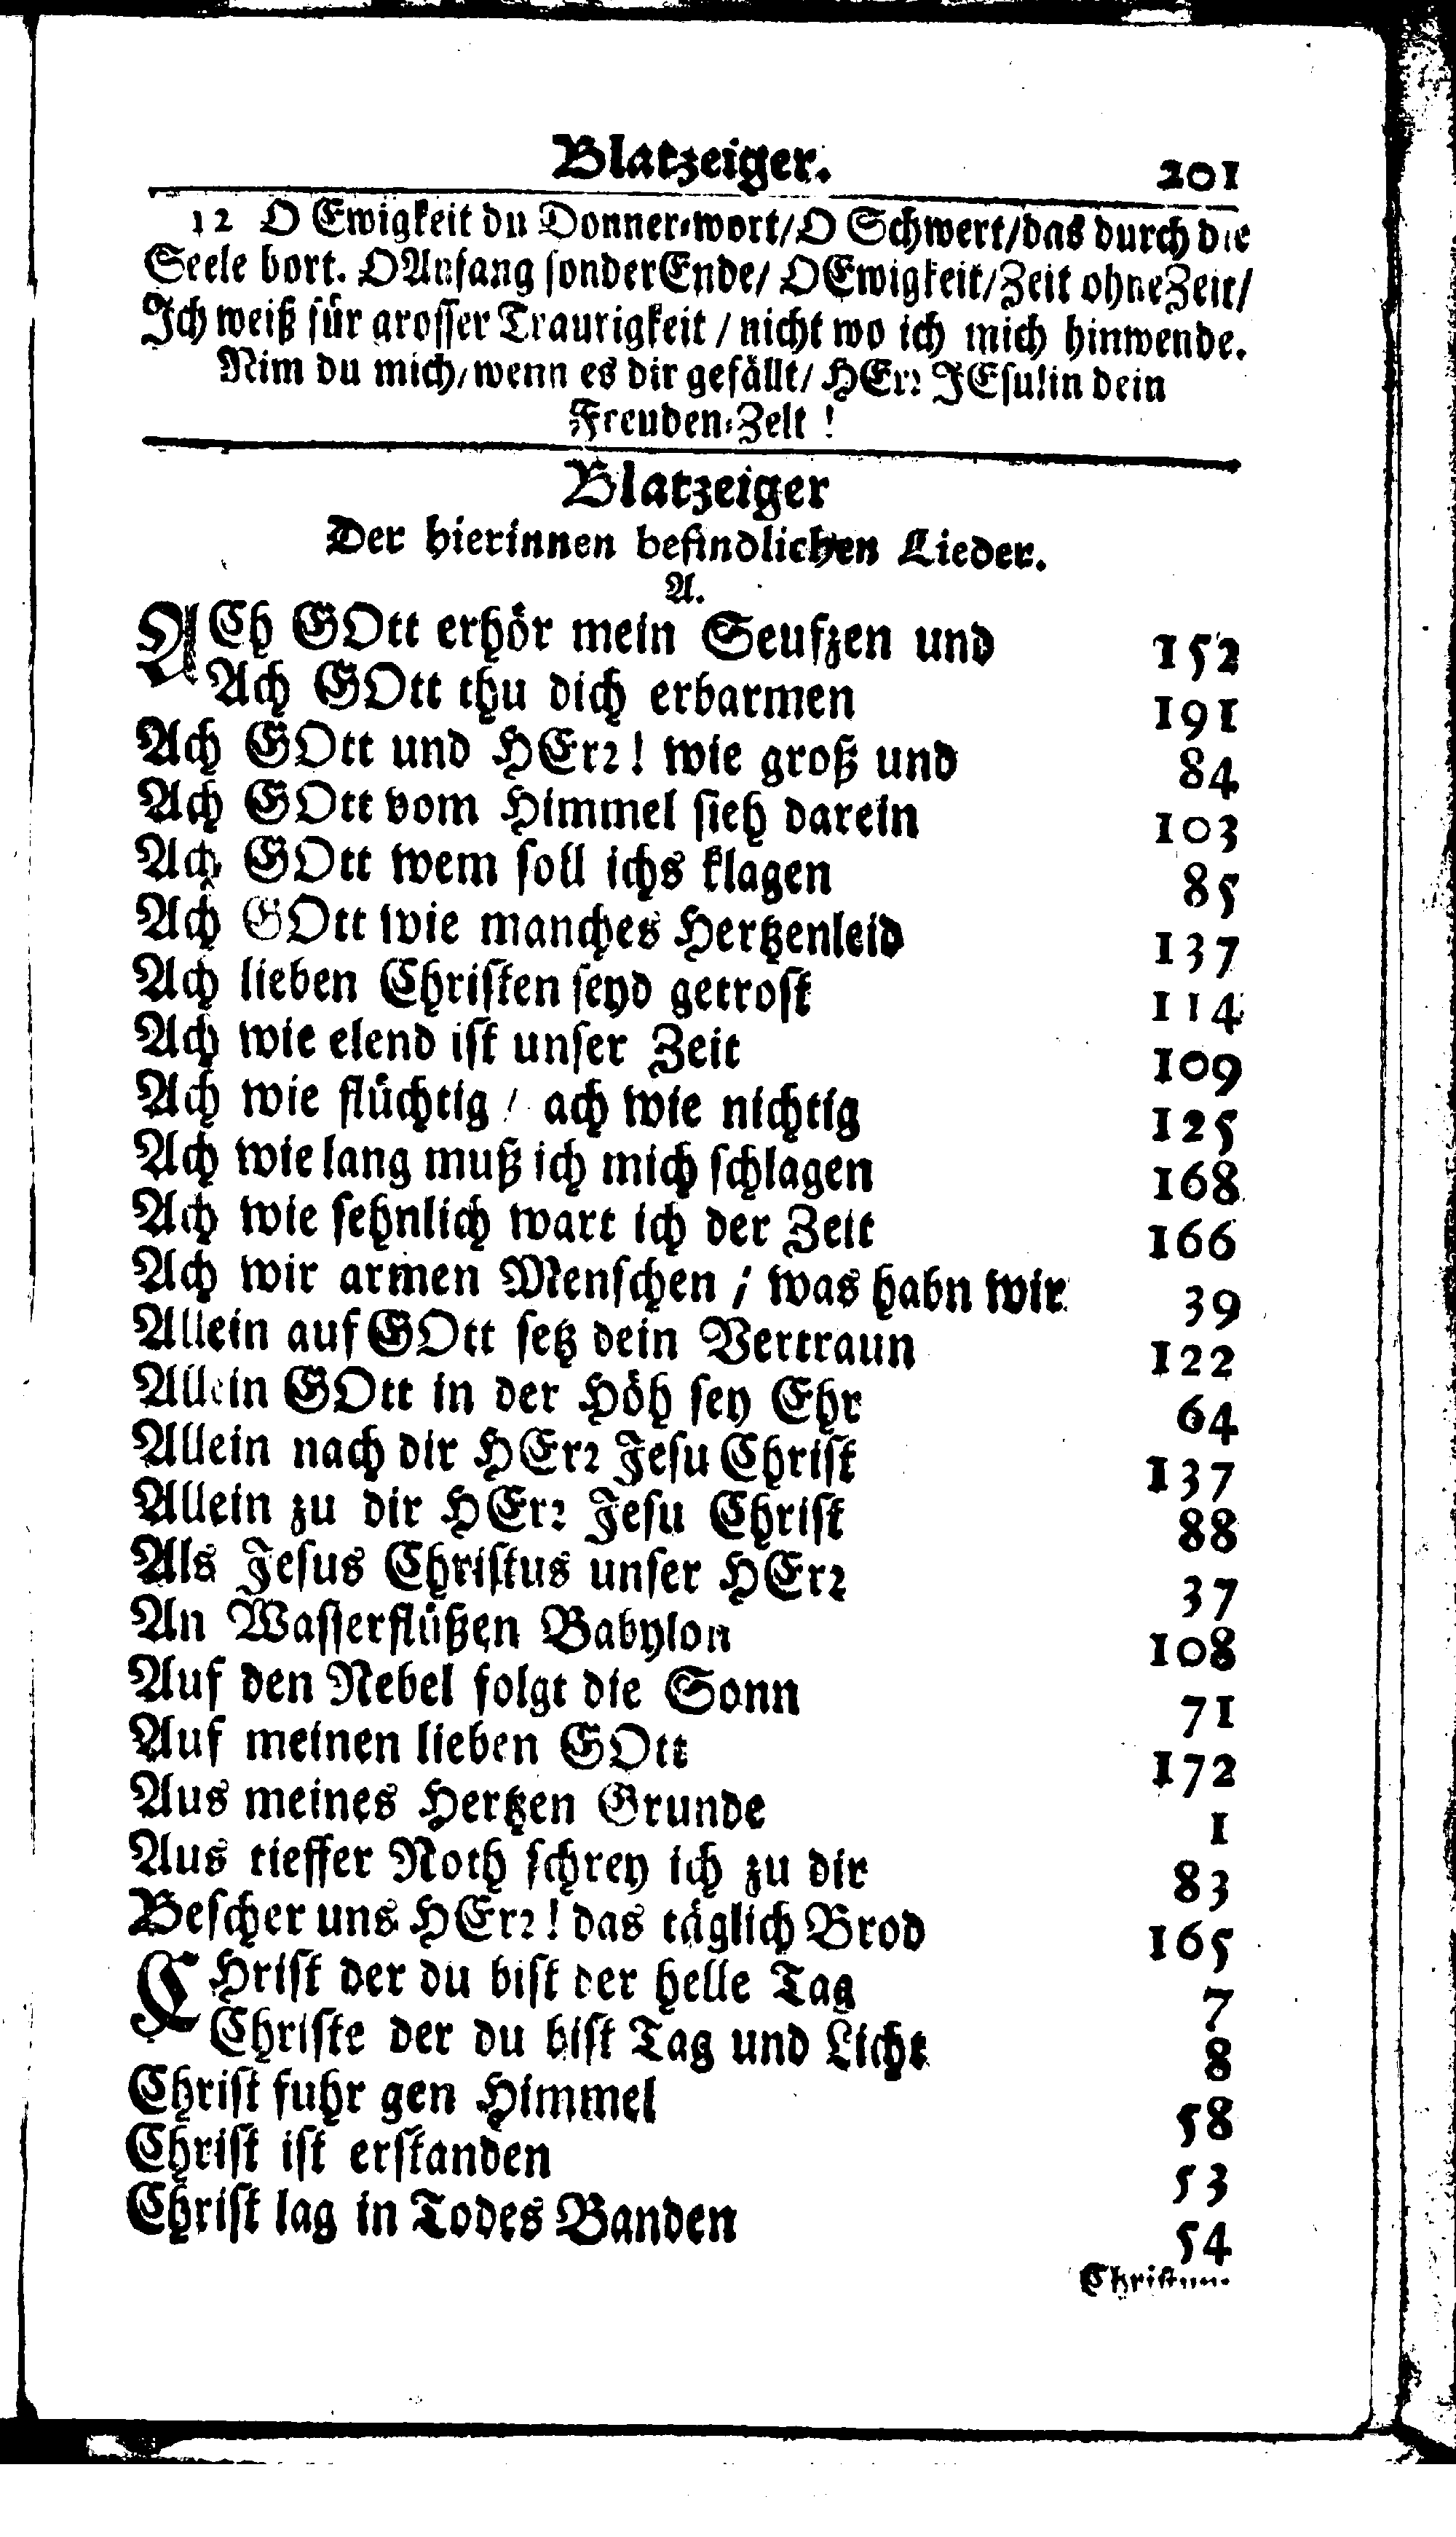 Blatzeiger. 201
12 O Ewigkeit du Donner-wort/O Schwert/das durch die
Seele bort. O Anfang sonder Ende/ O Ewigkeit/Zeit ohne Zeit/
Ich weiß für grosser Traurigkeit / nicht wo ich mich hinwende.
Nim du mich/wenn es dir gefällt/ HErr JEsu/in dein
Freuden-Zelt !
Blatzeiger
Der hierinnen befindlichen Lieder.
A.
ACh GOtt erhör mein Seufzen und 152
Ach GOtt thu dich erbarmen 191
Ach GOtt und HErr! wie groß und 84
Ach GOtt vom Himmel sieh darein 103
Ach GOtt wem soll ichs klagen 85
Ach GOtt wie manches Hertzenleid 137
Ach lieben Christen seyd getrost 114
Ach wie elend ist unser Zeit 109
Ach wie flüchtig / ach wie nichtig 125
Ach wie lang muß ich mich schlagen 168
Ach wie sehnlich wart ich der Zeit 166
Ach wir armen Menschen / was habn wir 39
Allein auf GOtt setz dein Vertraun 122
Allein GOtt in der Höh sey Ehr 64
Allein nach dir HErr Jesu Christ 137
Allein zu dir HErr Jesu Christ 88
Als Jesus Christus unser HErr 37
An Wasserflüßen Babylon 108
Auf den Nebel folgt die Sonn 71
Auf meinen lieben GOtt 172
Aus meines Hertzen Grunde 1
Aus tieffer Noth schrey ich zu dir 83
Bescher uns HErr! das täglich Brod 165
CHrist der du bist der helle Tag 7
Christe der du bist Tag und Licht 8
Christ fuhr gen Himmel 58
Christ ist erstanden 53
Christ lag in Todes Banden 54